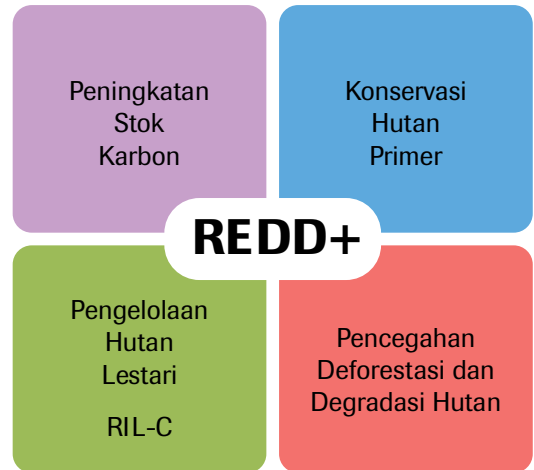 Peningkatan
Stok
Karbon
Konservasi
Hutan
Primer
REDD+
Pengelolaan
Hutan
Lestari
RIL-C
Pencegahan
Deforestasi dan
Degradasi Hutan